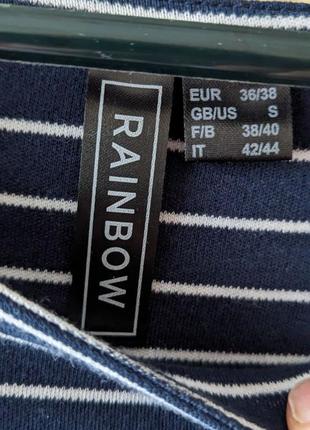 RAINBOW
EUR 36/38
GB/US S
F/B 38/40
IT 42/44